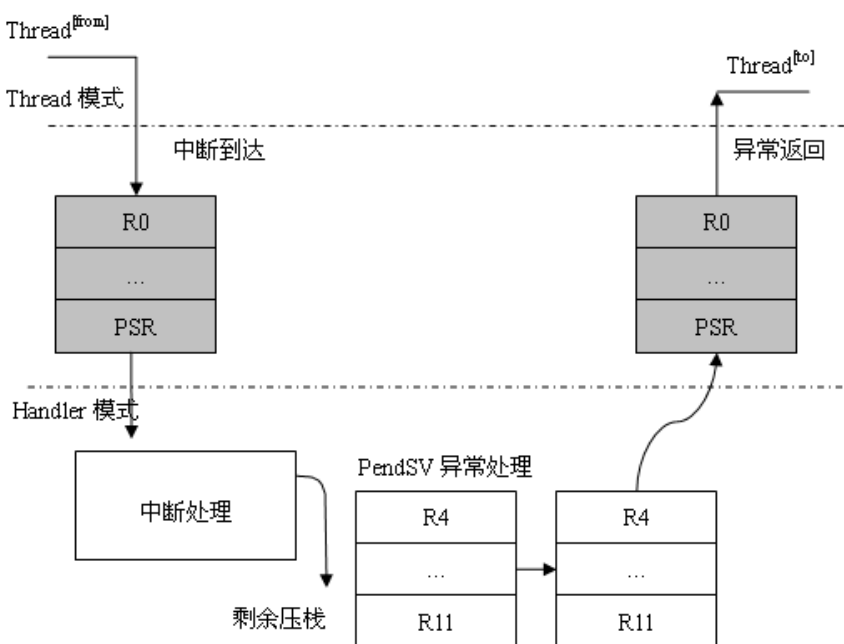 Thread[from]
Thread[to]
Thread 模式
中断到达
异常返回
R0
...
PSR
R0
...
PSR
Handler 模式
中断处理
PendSV 异常处理
R4
...
R11
R4
...
R11
剩余压栈